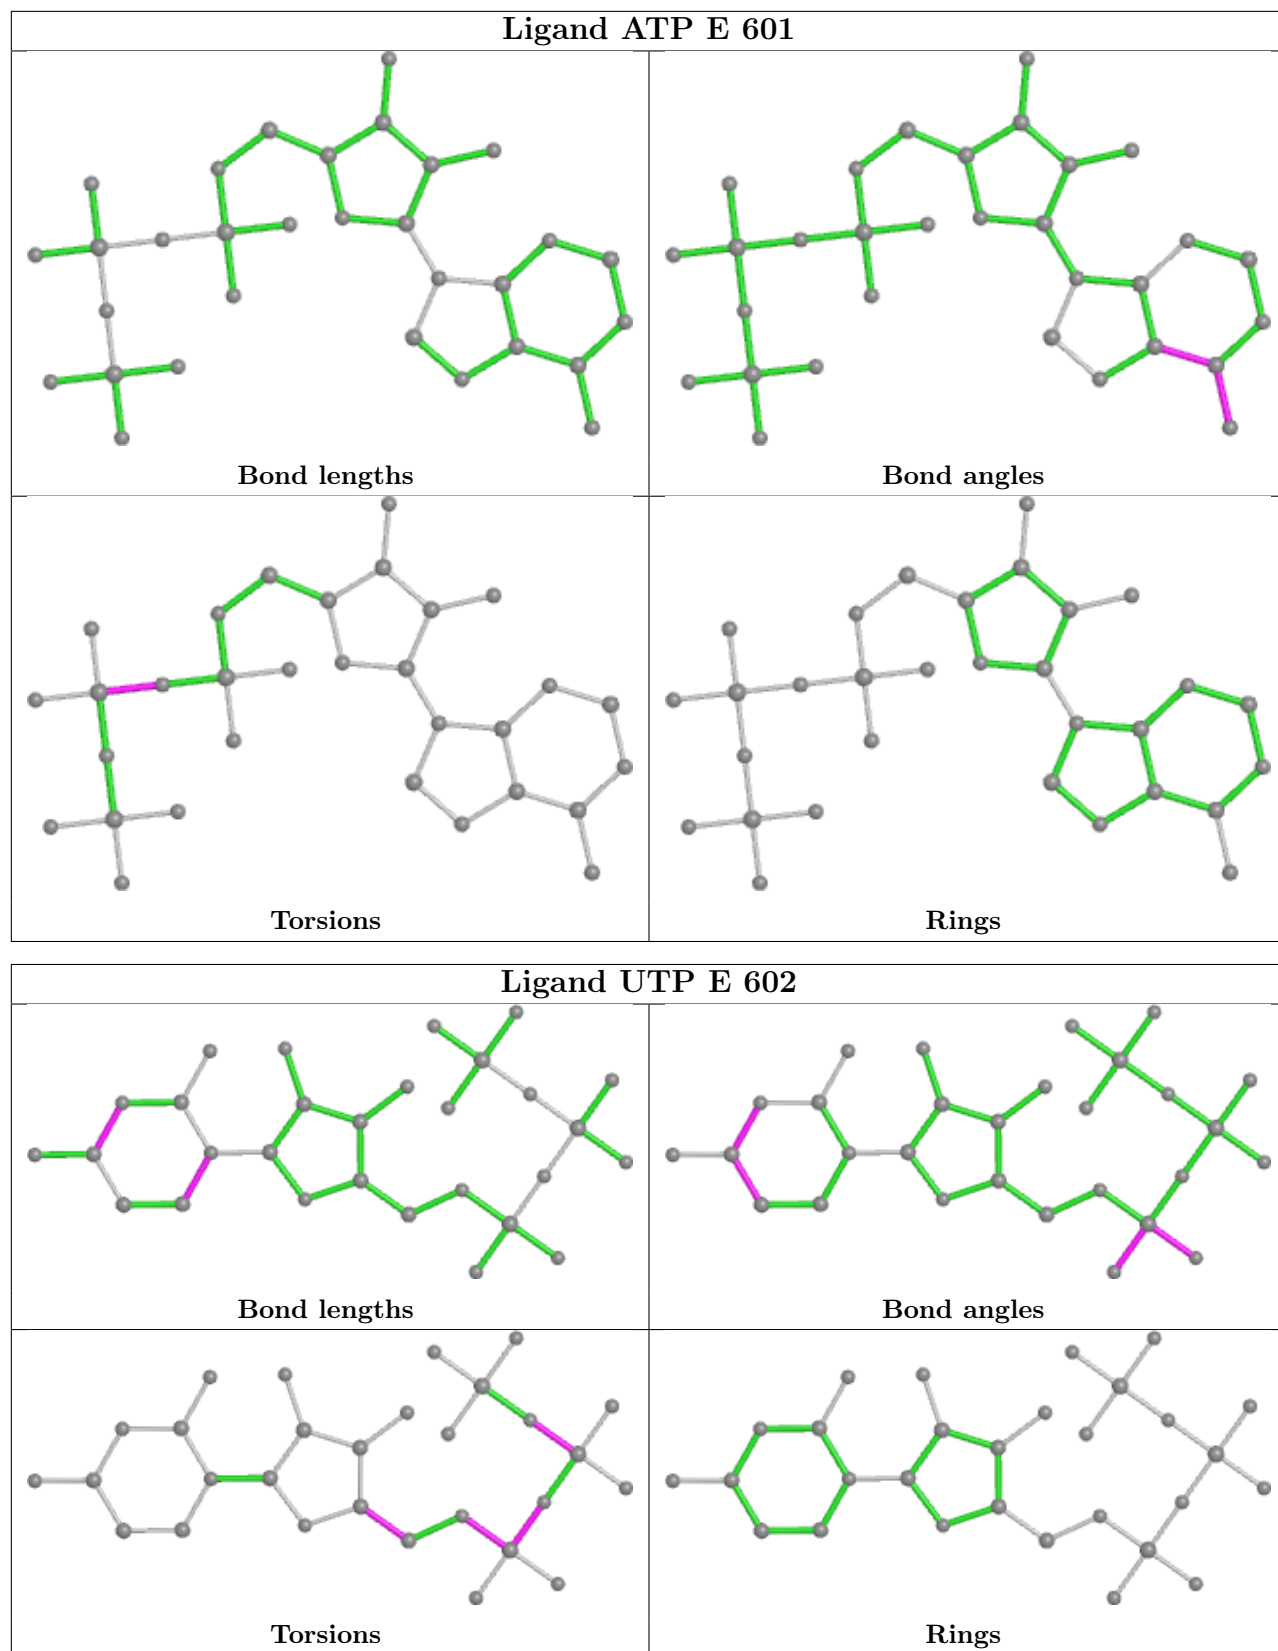 Ligand ATP E 601
Bond lengths
Bond angles
Torsions
Rings
Ligand UTP E 602
Bond lengths
Bond angles
Torsions
Rings